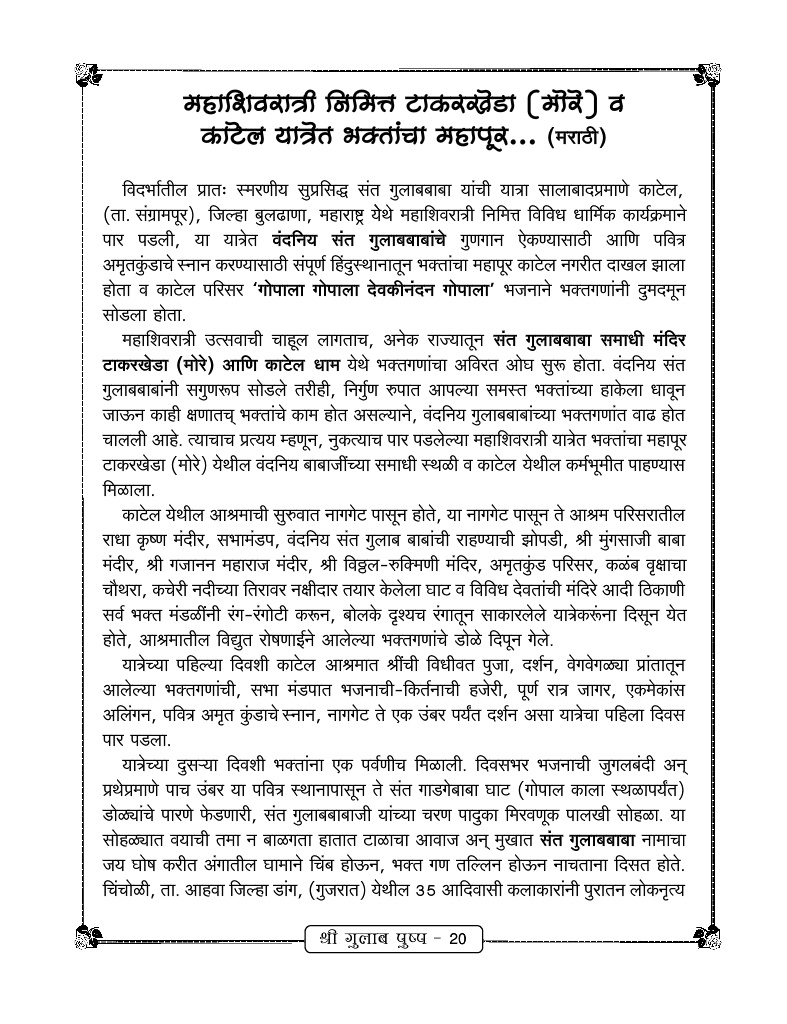 महाशिवरात्री निमित्त टाकरखेडा (मोरे) व
काटेल यात्रेत भक्तांचा महापूर... (मराठी)
विदर्भातील प्रातः स्मरणीय सुप्रसिद्ध संत गुलाबबाबा यांची यात्रा सालाबादप्रमाणे काटेल,
(ता. संग्रामपूर), जिल्हा बुलढाणा, महाराष्ट्र येथे महाशिवरात्री निमित्त विविध धार्मिक कार्यक्रमाने
पार पडली, या यात्रेत वंदनिय संत गुलाबबाबांचे गुणगान ऐकण्यासाठी आणि पवित्र
अमृतकुंडाचे स्नान करण्यासाठी संपूर्ण हिंदुस्थानातून भक्तांचा महापूर काटेल नगरीत दाखल झाला
होता व काटेल परिसर ‘गोपाला गोपाला देवकीनंदन गोपाला’ भजनाने भक्तगणांनी दुमदमून
सोडला होता.
महाशिवरात्री उत्सवाची चाहूल लागताच, अनेक राज्यातून संत गुलाबबाबा समाधी मंदिर
टाकरखेडा (मोरे) आणि काटेल धाम येथे भक्तगणांचा अविरत ओघ सुरू होता. वंदनिय संत
गुलाबबाबांनी सगुणरूप सोडले तरीही, निर्गुण रुपात आपल्या समस्त भक्तांच्या हाकेला धावून
जाऊन काही क्षणातच् भक्तांचे काम होत असल्याने, वंदनिय गुलाबबाबांच्या भक्तगणांत वाढ होत
चालली आहे. त्याचाच प्रत्यय म्हणून, नुकत्याच पार पडलेल्या महाशिवरात्री यात्रेत भक्तांचा महापूर
टाकरखेडा (मोरे) येथील वंदनिय बाबाजींच्या समाधी स्थळी व काटेल येथील कर्मभूमीत पाहण्यास
मिळाला.
काटेल येथील आश्रमाची सुरुवात नागगेट पासून होते, या नागगेट पासून ते आश्रम परिसरातील
राधा कृष्ण मंदीर, सभामंडप, वंदनिय संत गुलाब बाबांची राहण्याची झोपडी, श्री मुंगसाजी बाबा
मंदीर, श्री गजानन महाराज मंदीर, श्री विठ्ठल-रुक्मिणी मंदिर, अमृतकुंड परिसर, कळंब वृक्षाचा
चौथरा, कचेरी नदीच्या तिरावर नक्षीदार तयार केलेला घाट व विविध देवतांची मंदिरे आदी ठिकाणी
सर्व भक्त मंडळींनी रंग-रंगोटी करून, बोलके दृश्यच रंगातून साकारलेले यात्रेकरूंना दिसून येत
होते, आश्रमातील विद्युत रोषणाईने आलेल्या भक्तगणांचे डोळे दिपून गेले.
यात्रेच्या पहिल्या दिवशी काटेल आश्रमात श्रींची विधीवत पुजा, दर्शन, वेगवेगळ्या प्रांतातून
आलेल्या भक्तगणांची, सभा मंडपात भजनाची-किर्तनाची हजेरी, पूर्ण रात्र जागर, एकमेकांस
अलिंगन, पवित्र अमृत कुंडाचे स्नान, नागगेट ते एक उंबर पर्यंत दर्शन असा यात्रेचा पहिला दिवस
पार पडला.
यात्रेच्या दुसऱ्या दिवशी भक्तांना एक पर्वणीच मिळाली. दिवसभर भजनाची जुगलबंदी अन्
प्रथेप्रमाणे पाच उंबर या पवित्र स्थानापासून ते संत गाडगेबाबा घाट (गोपाल काला स्थळापर्यंत)
डोळ्यांचे पारणे फेडणारी, संत गुलाबबाबाजी यांच्या चरण पादुका मिरवणूक पालखी सोहळा. या
सोहळ्यात वयाची तमा न बाळगता हातात टाळाचा आवाज अन् मुखात संत गुलाबबाबा नामाचा
जय घोष करीत अंगातील घामाने चिंब होऊन, भक्त गण तल्लिन होऊन नाचताना दिसत होते.
चिंचोळी, ता. आहवा जिल्हा डांग, (गुजरात) येथील 35 आदिवासी कलाकारांनी पुरातन लोकनृत्य
श्री गुलाब पुष्प - 20